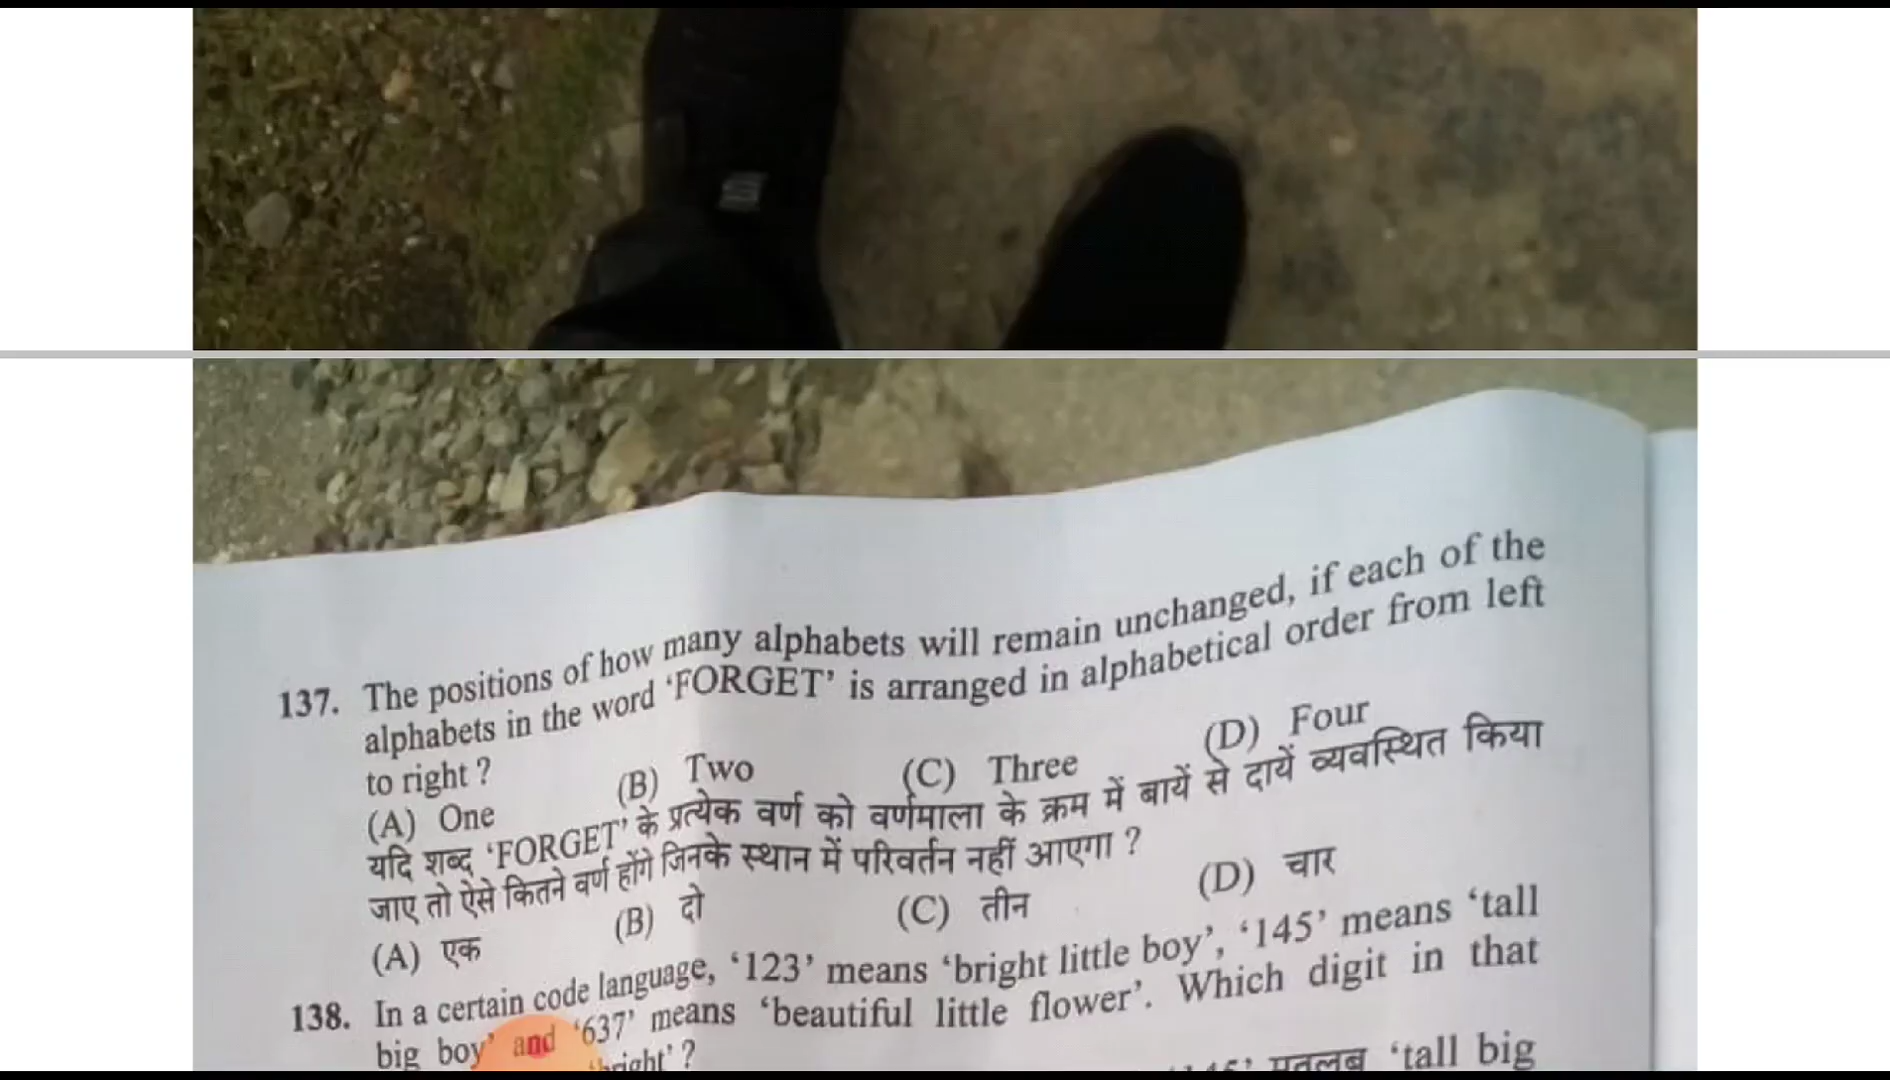 137. The positions of how many alphabets will remain unchanged, if each of the
alphabets in the word ‘FORGET’ is arranged in alphabetical order from left
to right ?
(A) One (B) Two (C) Three (D) Four
यदि शब्द ‘FORGET’ के प्रत्येक वर्ण को वर्णमाला के क्रम में बायें से दायें व्यवस्थित किया
जाए तो ऐसे कितने वर्ण होंगे जिनके स्थान में परिवर्तन नहीं आएगा ?
(A) एक (B) दो (C) तीन (D) चार
138. In a certain code language, ‘123’ means ‘bright little boy’, ‘145’ means ‘tall
big boy’ and ‘637’ means ‘beautiful little flower’. Which digit in that
‘bright’ ?
‘145’ मतलब ‘tall big